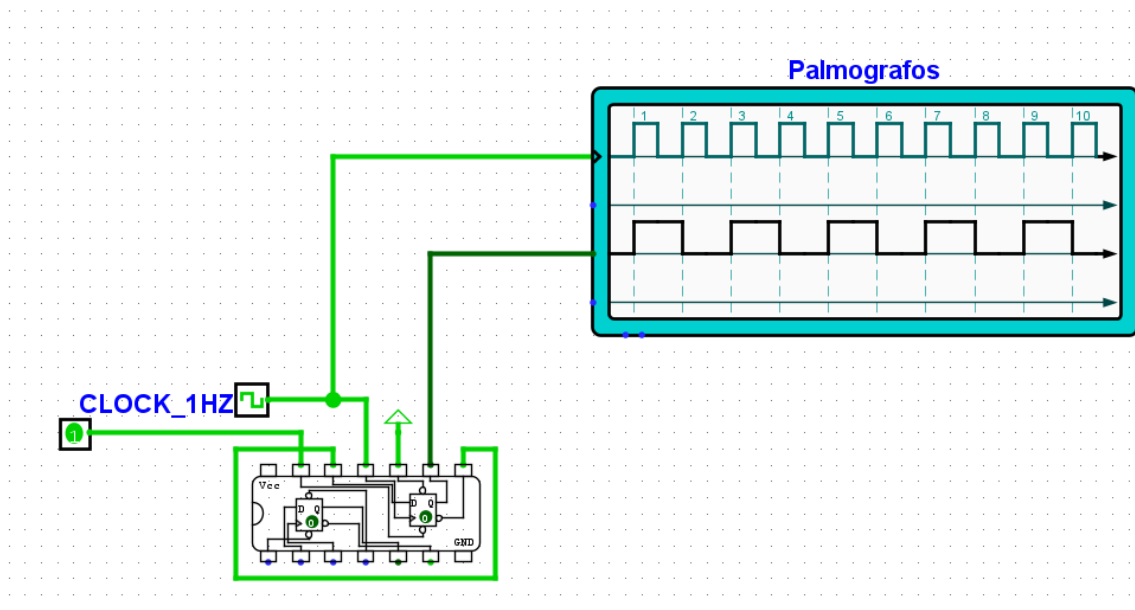 Palmografos
1 2 3 4 5 6 7 8 9 10
CLOCK_1HZ
1
Vcc
D Q
0
D Q
0
GND